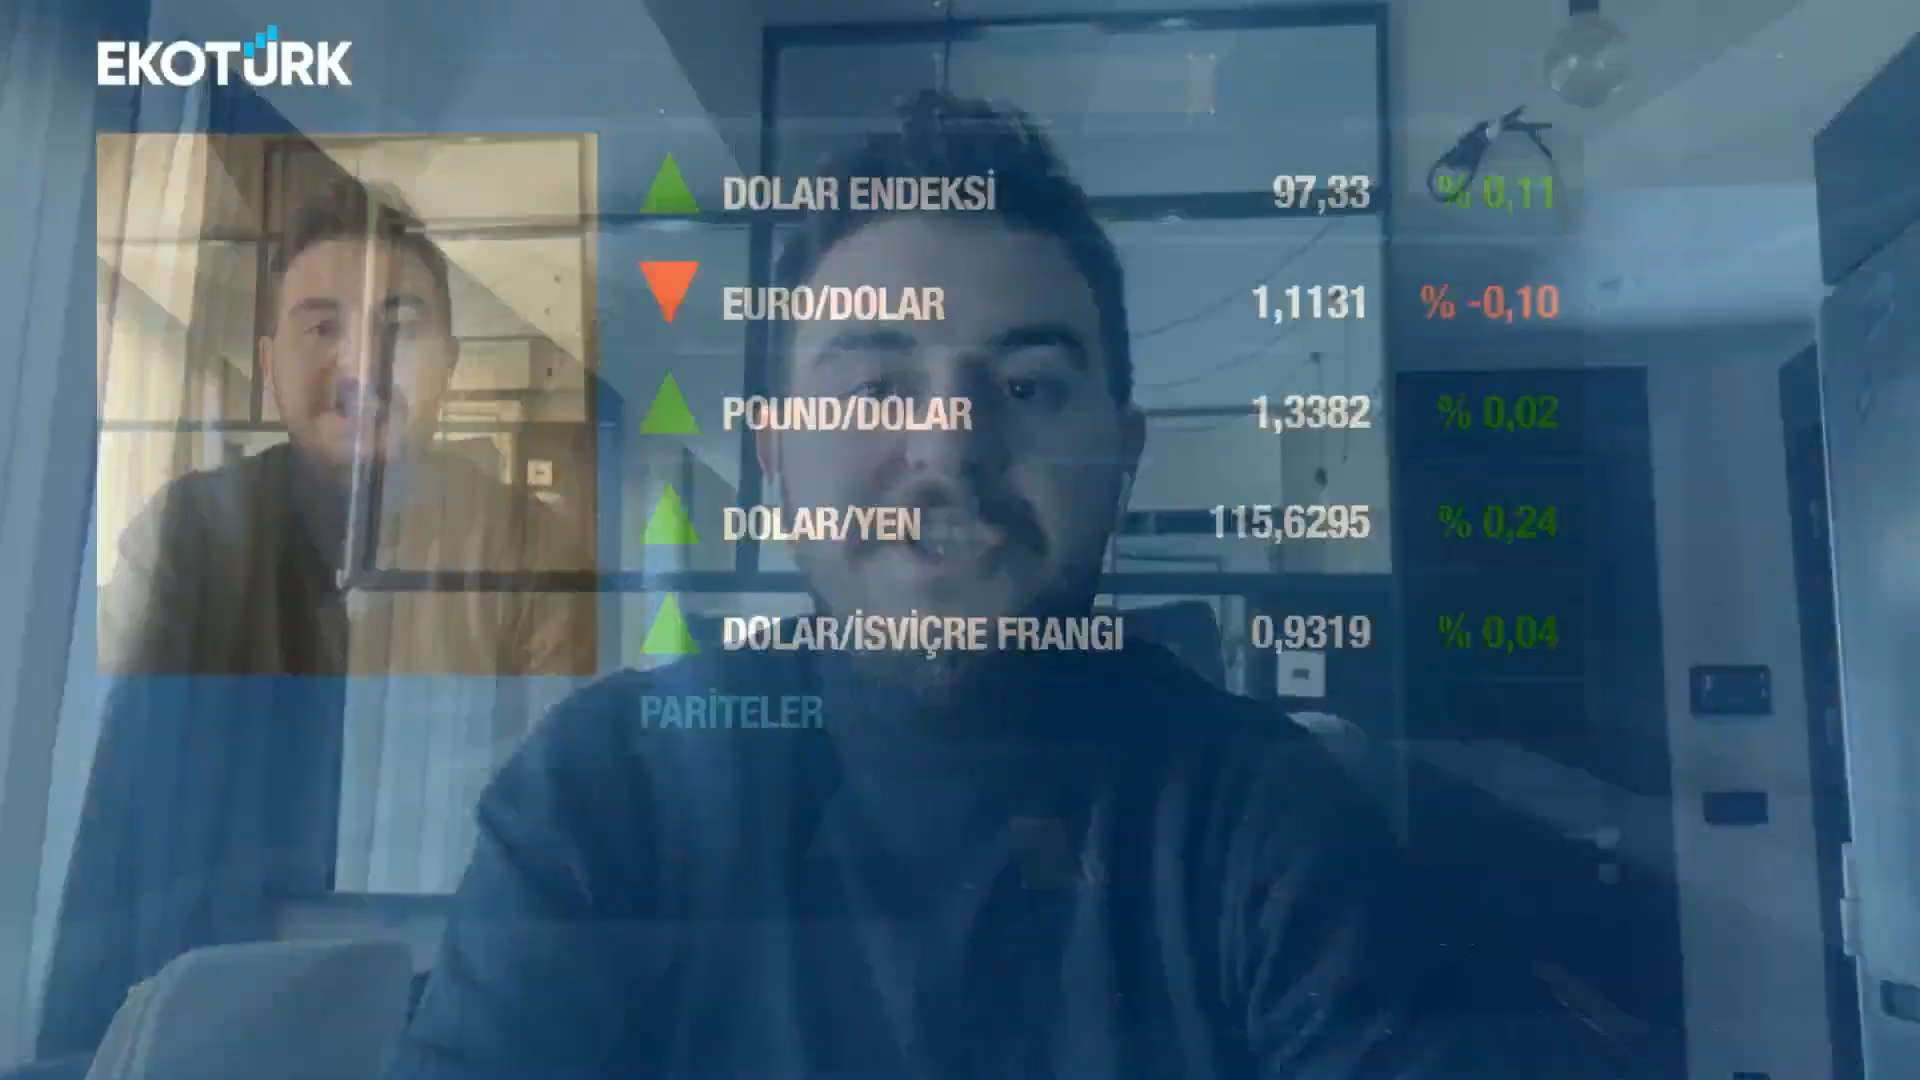 EKOTÜRK
DOLAR ENDEKSİ 97,33 % 0,11
EURO/DOLAR 1,1131 % -0,10
POUND/DOLAR 1,3382 % 0,02
DOLAR/YEN 115,6295 % 0,24
DOLAR/İSVİÇRE FRANGI 0,9319 % 0,04
PARİTELER